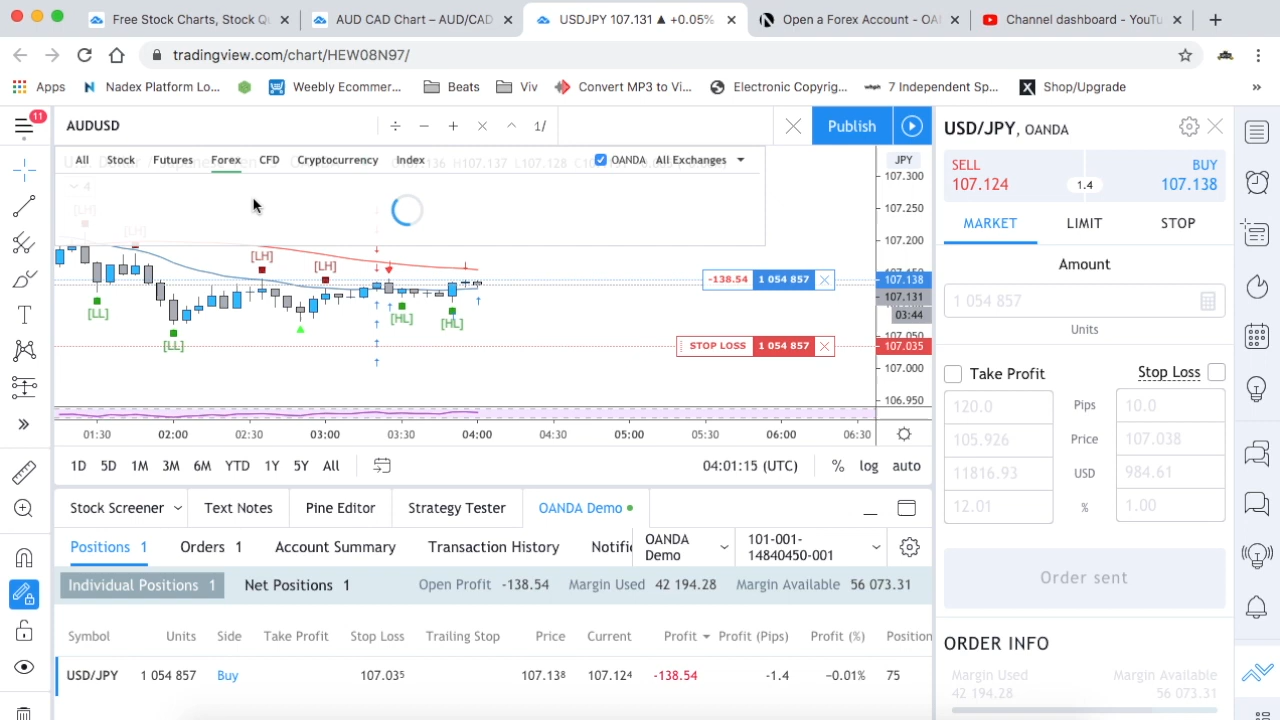 Free Stock Charts, Stock Qu
AUD CAD Chart – AUD/CAD
USDJPY 107.131 ▲ +0.05%
Open a Forex Account - OA
Channel dashboard - YouTu
tradingview.com/chart/HEW08N97/
Apps
Nadex Platform Lo...
Weebly Ecommer...
Beats
Viv
Convert MP3 to Vi...
Electronic Copyrig...
7 Independent Sp...
Shop/Upgrade
»
11
AUDUSD
÷ − + × ^ 1/
Publish
All Stock Futures Forex CFD Cryptocurrency Index
OANDA All Exchanges
H107.137 L107.128
4
[LH]
[LH]
[LH]
[LH]
[LL]
[LL]
[HL]
[HL]
-138.54 1 054 857
STOP LOSS 1 054 857
JPY
107.300
107.250
107.200
107.138
107.131
03:44
107.035
107.000
106.950
01:30 02:00 02:30 03:00 03:30 04:00 04:30 05:00 05:30 06:00 06:30
1D 5D 1M 3M 6M YTD 1Y 5Y All
04:01:15 (UTC) % log auto
Stock Screener Text Notes Pine Editor Strategy Tester OANDA Demo
Positions 1 Orders 1 Account Summary Transaction History Notific
OANDA Demo
101-001-14840450-001
Individual Positions 1 Net Positions 1 Open Profit -138.54 Margin Used 42 194.28 Margin Available 56 073.31
Symbol Units Side Take Profit Stop Loss Trailing Stop Price Current Profit Profit (Pips) Profit (%) Position
USD/JPY 1 054 857 Buy 107.035 107.138 107.124 -138.54 -1.4 −0.01% 75
USD/JPY, OANDA
SELL
107.124
1.4
BUY
107.138
MARKET LIMIT STOP
Amount
1 054 857
Units
Take Profit Stop Loss
120.0 Pips 10.0
105.926 Price 107.038
11816.93 USD 984.61
12.01 % 1.00
Order sent
ORDER INFO
Margin Used Margin Available
42 194.28 56 073.31